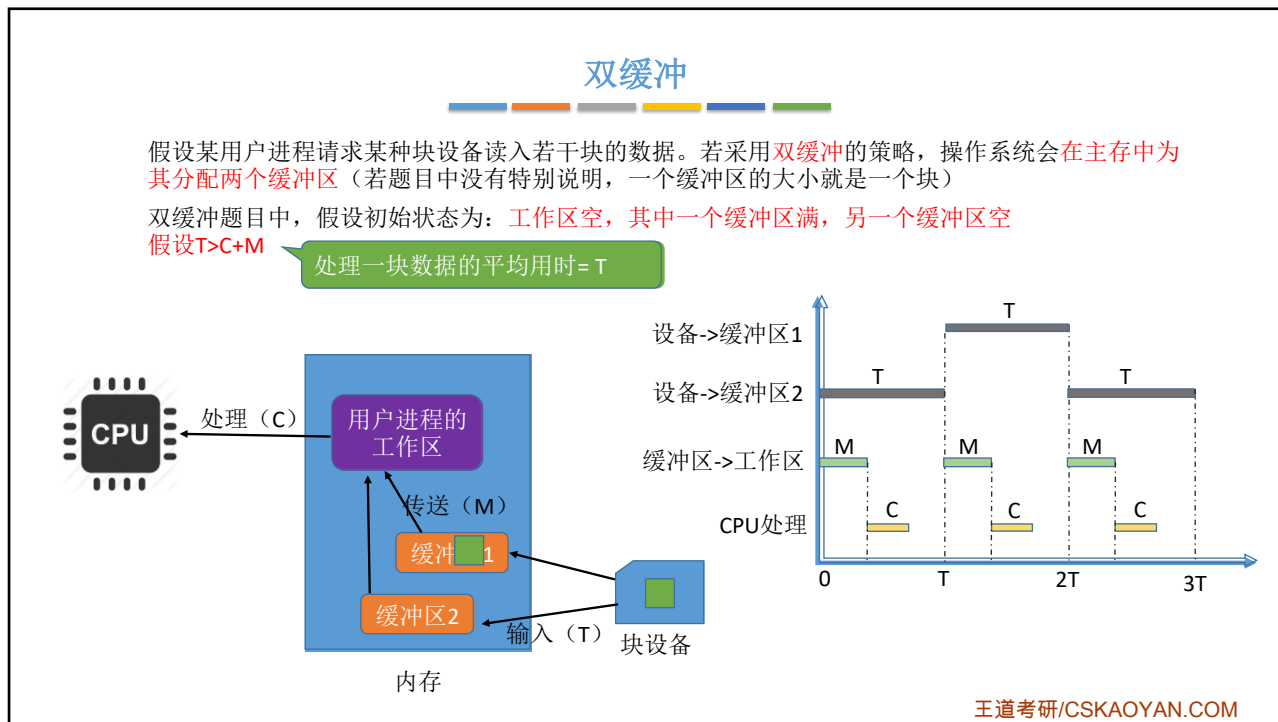 双缓冲
假设某用户进程请求某种块设备读入若干块的数据。若采用双缓冲的策略，操作系统会在主存中为
其分配两个缓冲区（若题目中没有特别说明，一个缓冲区的大小就是一个块）
双缓冲题目中，假设初始状态为：工作区空，其中一个缓冲区满，另一个缓冲区空
假设T>C+M
处理一块数据的平均用时= T
CPU
处理（C）
用户进程的
工作区
传送（M）
缓冲 1
缓冲区2
输入（T）
块设备
内存
设备->缓冲区1
T
设备->缓冲区2
T
T
缓冲区->工作区
M
M
M
CPU处理
C
C
C
0
T
2T
3T
王道考研/CSKAOYAN.COM